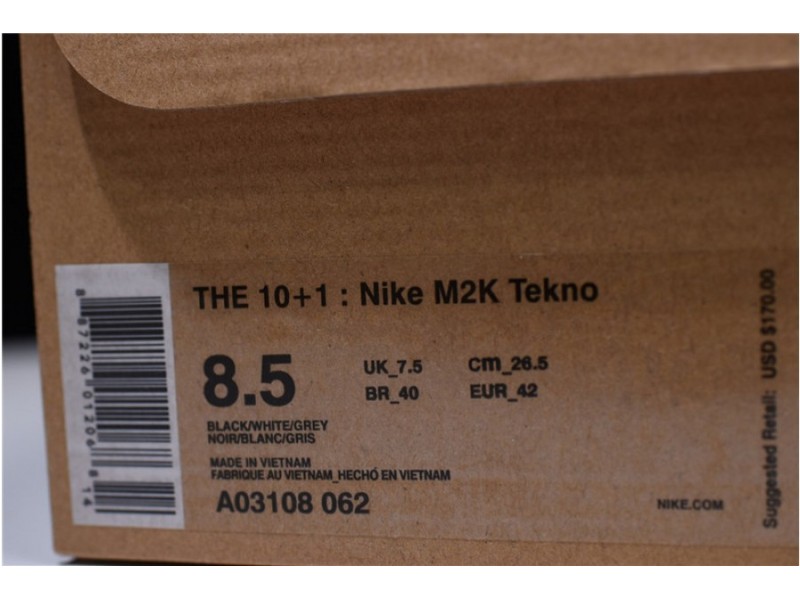 THE 10+1 : Nike M2K Tekno
8.5
UK_7.5 cm_26.5
BR_40 EUR_42
BLACK/WHITE/GREY
NOIR/BLANC/GRIS
MADE IN VIETNAM
FABRIQUE AU VIETNAM_HECHÓ EN VIETNAM
A03108 062
NIKE.COM
Suggested Retail: USD $170.00